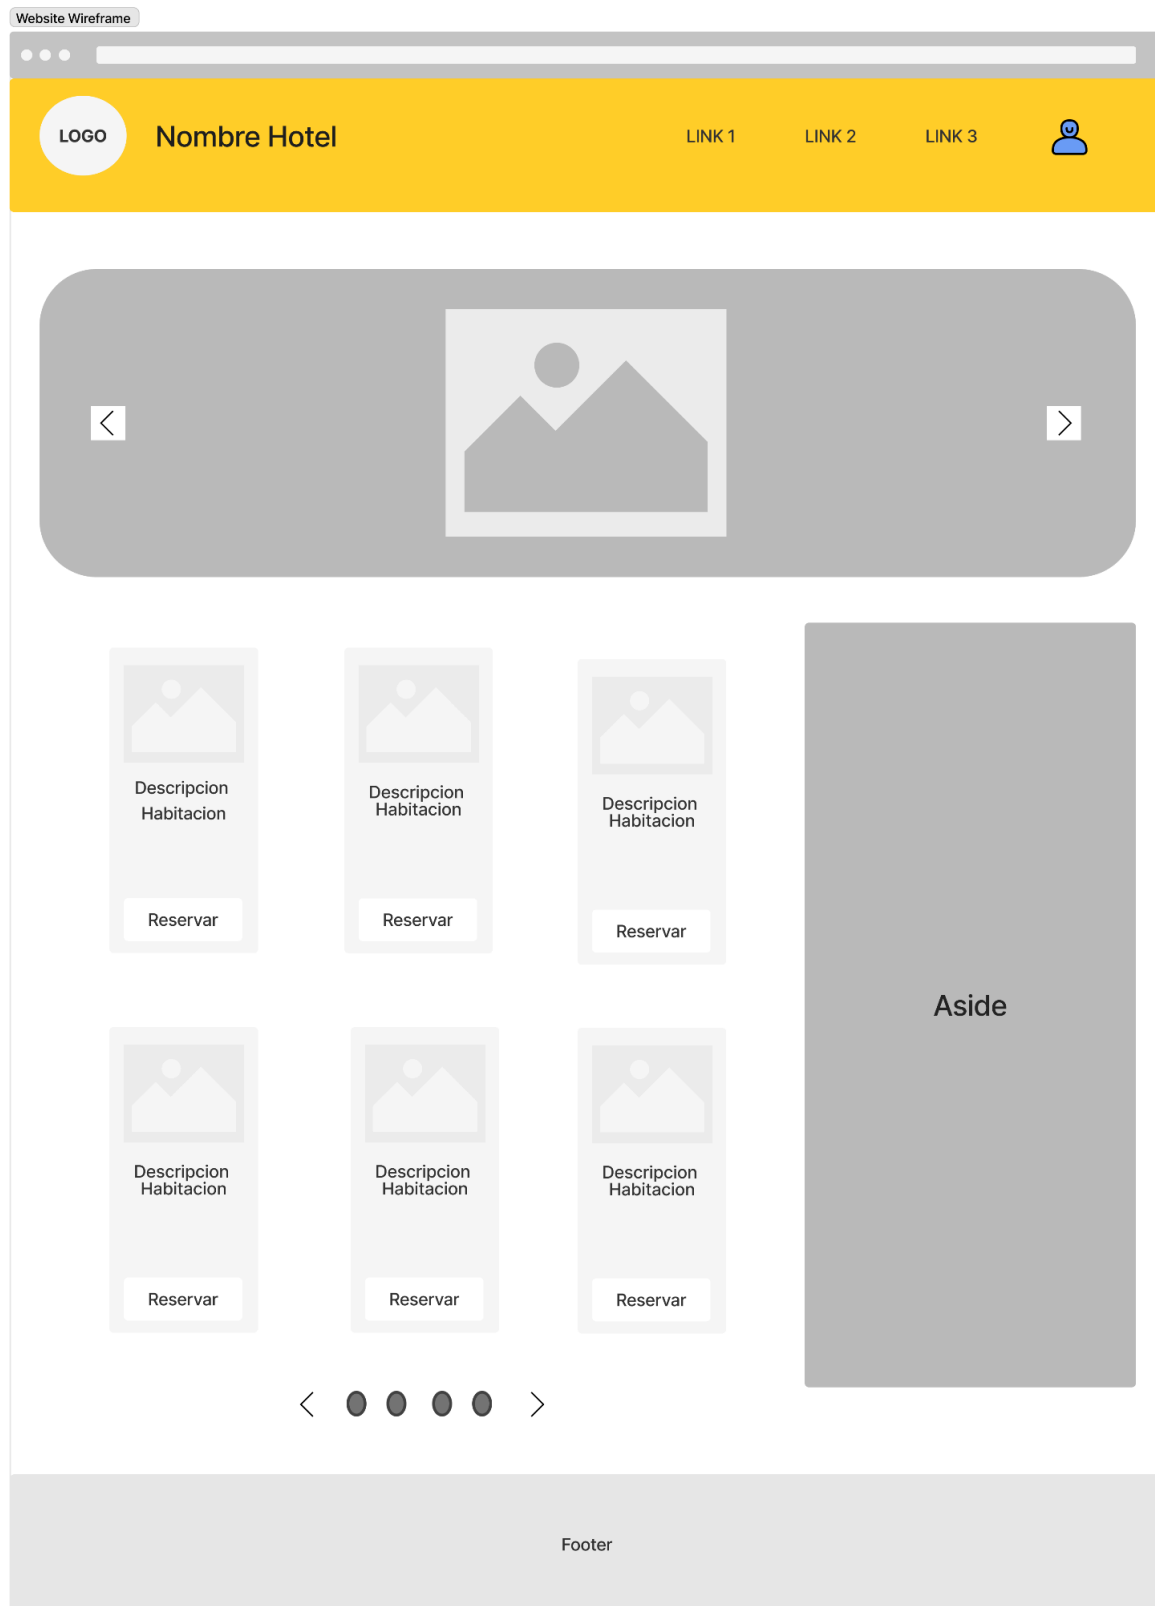 Website Wireframe
LOGO
Nombre Hotel
LINK 1
LINK 2
LINK 3
Descripcion
Habitacion
Reservar
Descripcion
Habitacion
Reservar
Descripcion
Habitacion
Reservar
Aside
Descripcion
Habitacion
Reservar
Descripcion
Habitacion
Reservar
Descripcion
Habitacion
Reservar
Footer